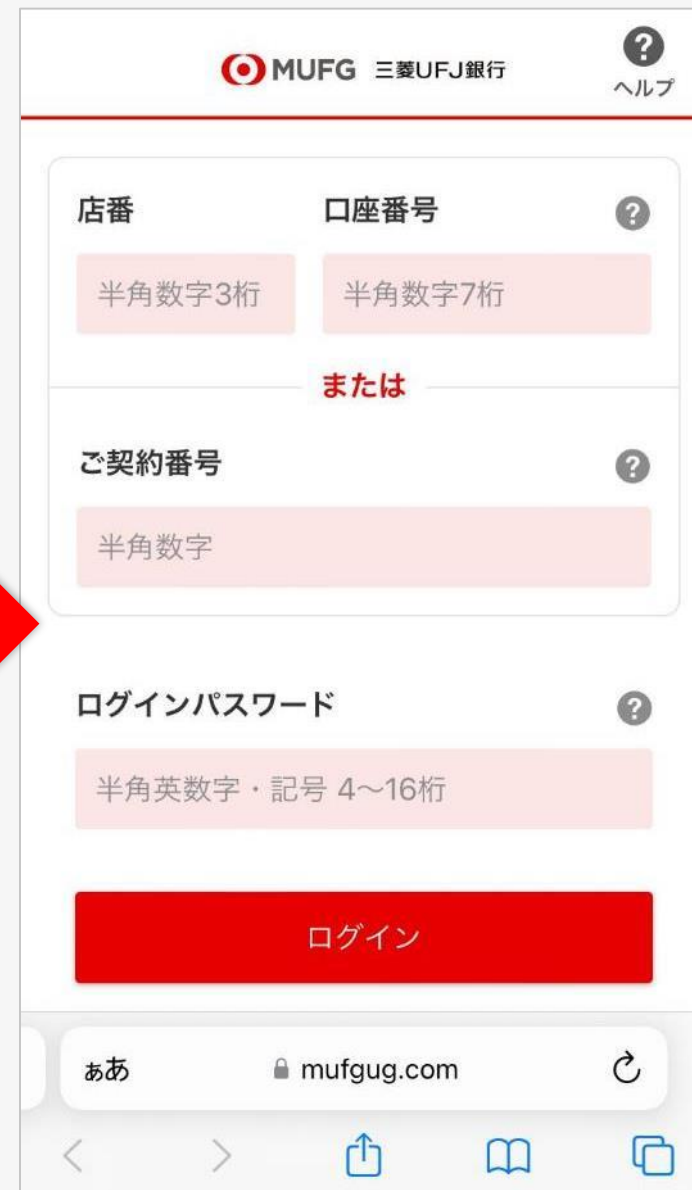 MUFG 三菱UFJ銀行
ヘルプ
店番 口座番号
半角数字3桁 半角数字7桁
または
ご契約番号
半角数字
ログインパスワード
半角英数字・記号 4～16桁
ログイン
ぁあ mufgug.com